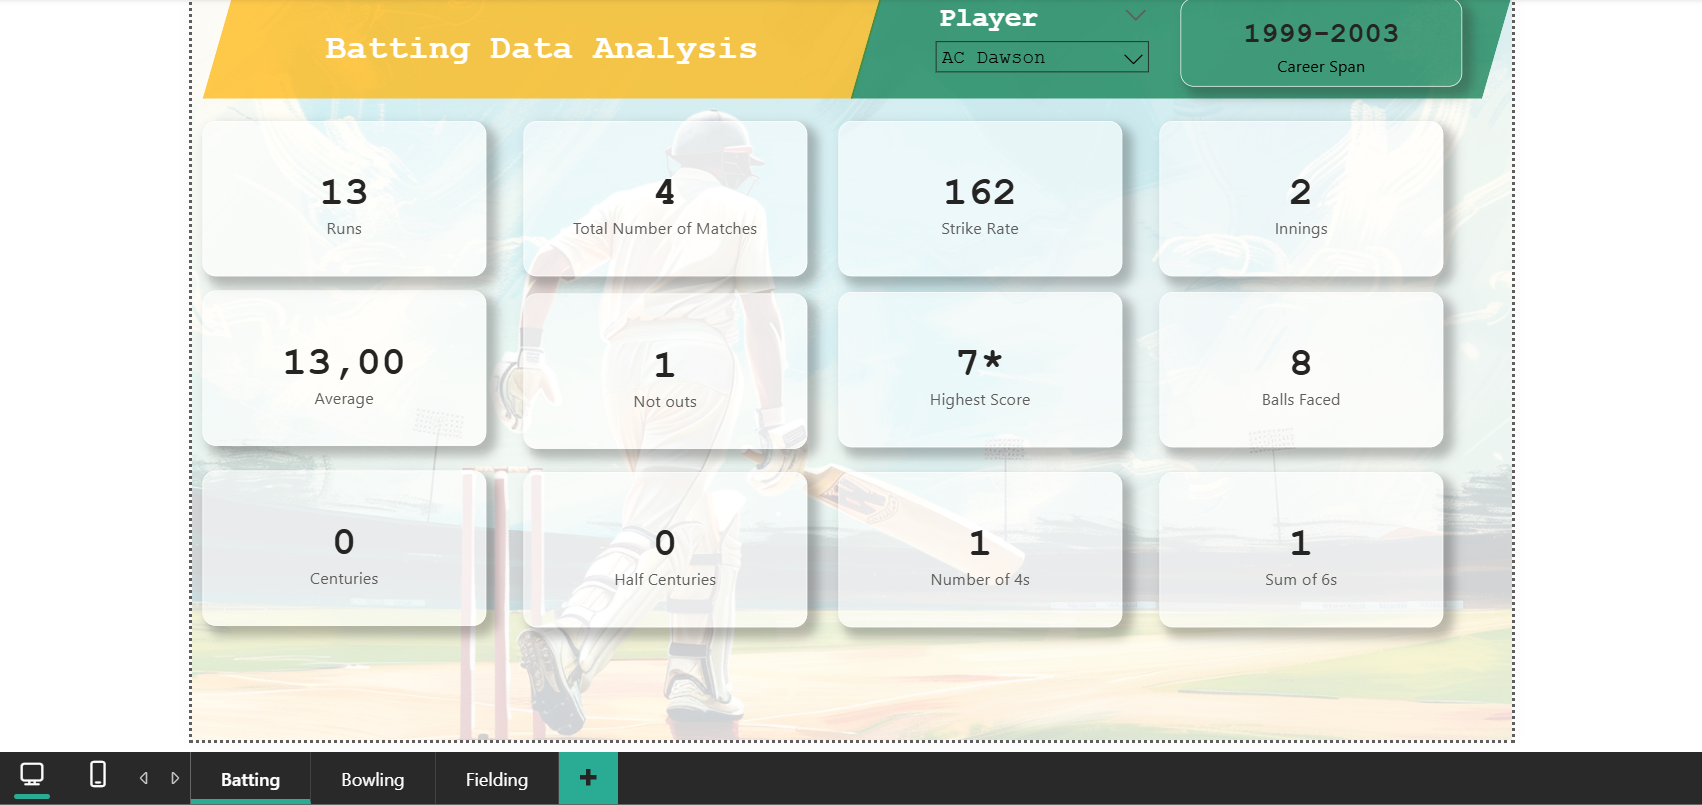 Batting Data Analysis
Player
AC Dawson
1999-2003
Career Span
13
Runs
4
Total Number of Matches
162
Strike Rate
2
Innings
13,00
Average
1
Not outs
7*
Highest Score
8
Balls Faced
0
Centuries
0
Half Centuries
1
Number of 4s
1
Sum of 6s
Batting
Bowling
Fielding